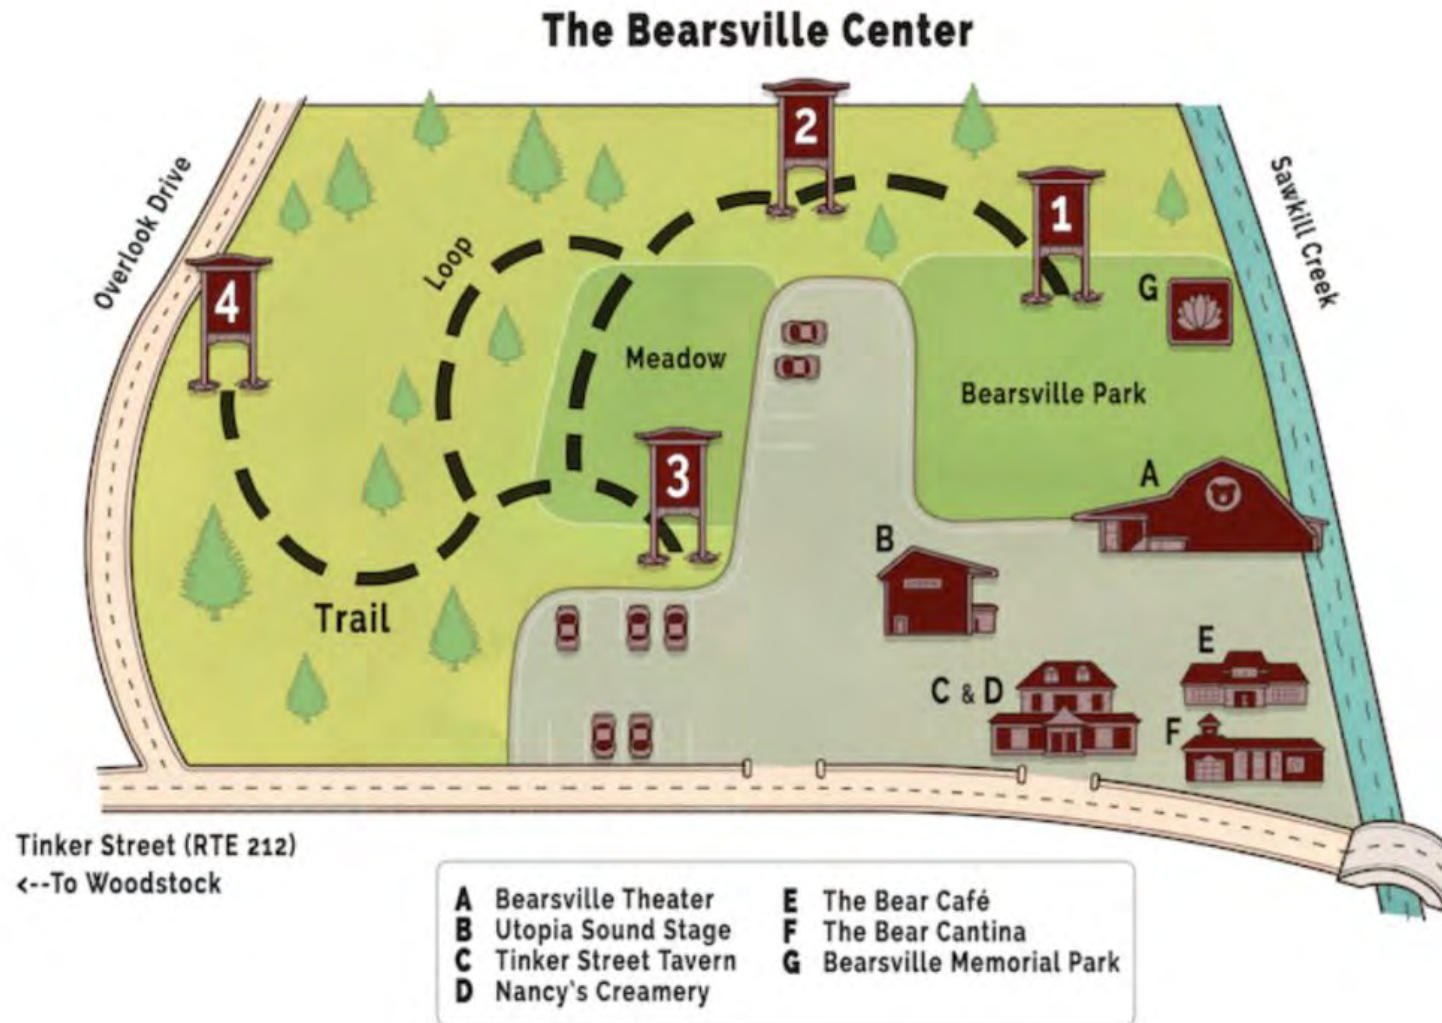 The Bearsville Center
2
1
Overlook Drive
Sawkill Creek
Loop
4
G
Meadow
Bearsville Park
3
A
B
Trail
E
C & D
F
Tinker Street (RTE 212)
<--To Woodstock
A Bearsville Theater
B Utopia Sound Stage
C Tinker Street Tavern
D Nancy's Creamery
E The Bear Café
F The Bear Cantina
G Bearsville Memorial Park